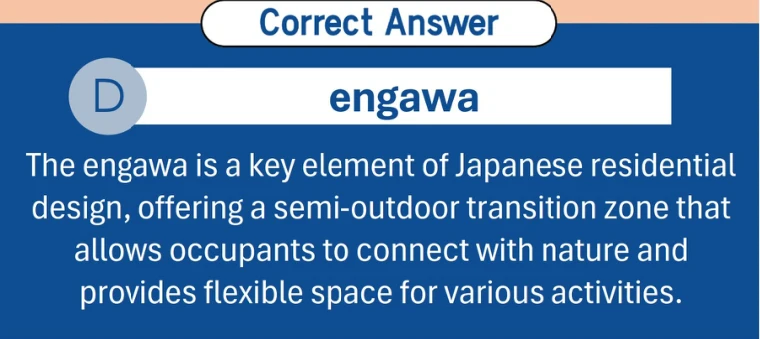 Correct Answer
D
engawa
The engawa is a key element of Japanese residential
design, offering a semi-outdoor transition zone that
allows occupants to connect with nature and
provides flexible space for various activities.